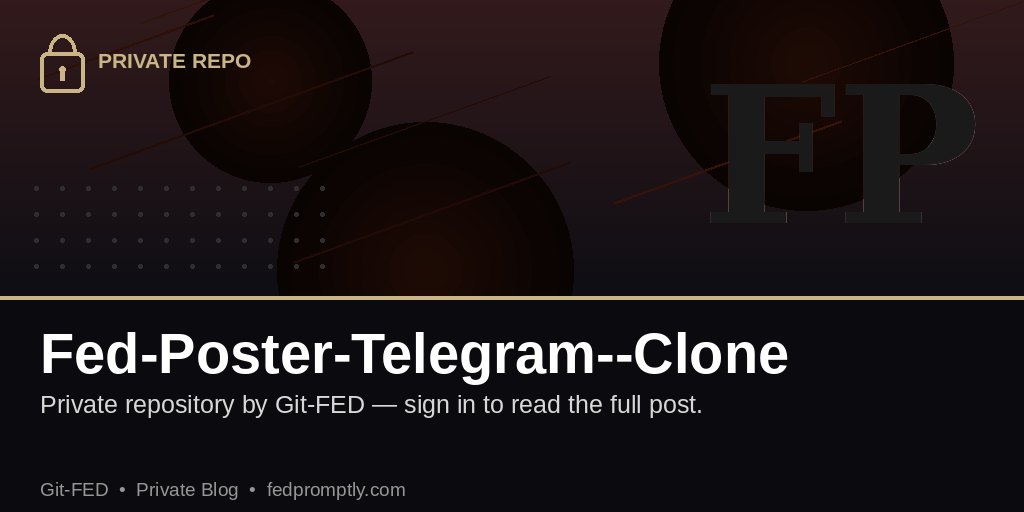 PRIVATE REPO
FP
Fed-Poster-Telegram--Clone
Private repository by Git-FED — sign in to read the full post.
Git-FED • Private Blog • fedpromptly.com